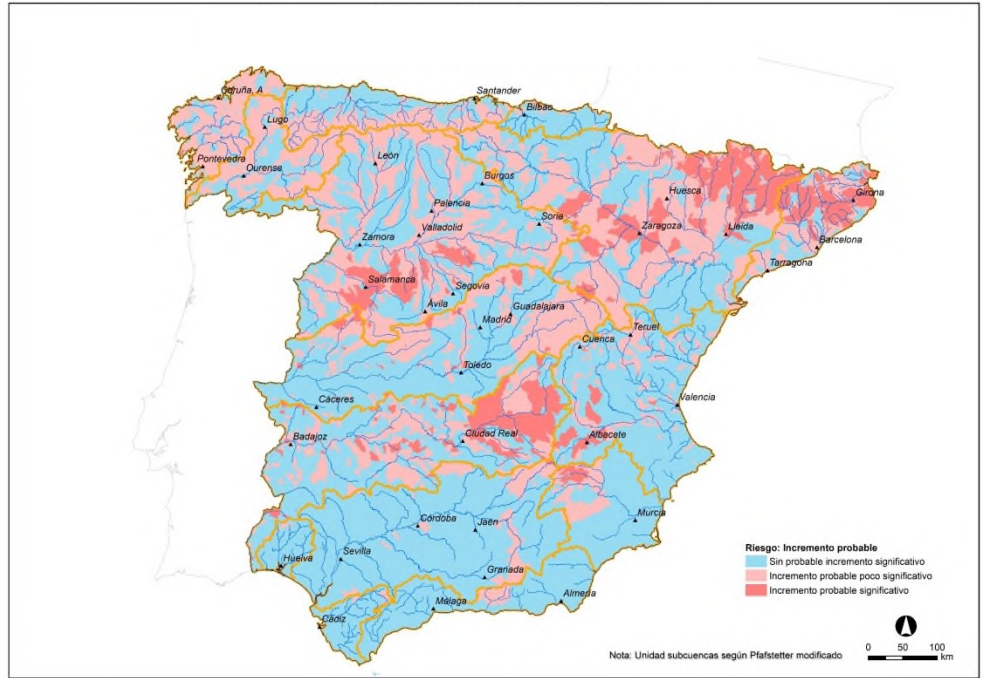 Coruña, A
Santander
Bilbao
Lugo
León
Pontevedra
Ourense
Burgos
Huesca
Girona
Palencia
Soria
Zaragoza
Lleida
Zamora
Valladolid
Barcelona
Tarragona
Salamanca
Segovia
Ávila
Guadalajara
Madrid
Teruel
Cuenca
Toledo
Cáceres
Valencia
Badajoz
Ciudad Real
Albacete
Córdoba
Jaén
Murcia
Huelva
Sevilla
Granada
Almería
Málaga
Cádiz
Riesgo: Incremento probable
Sin probable incremento significativo
Incremento probable poco significativo
Incremento probable significativo
0 50 100
km
Nota: Unidad subcuencas según Pfafstetter modificado